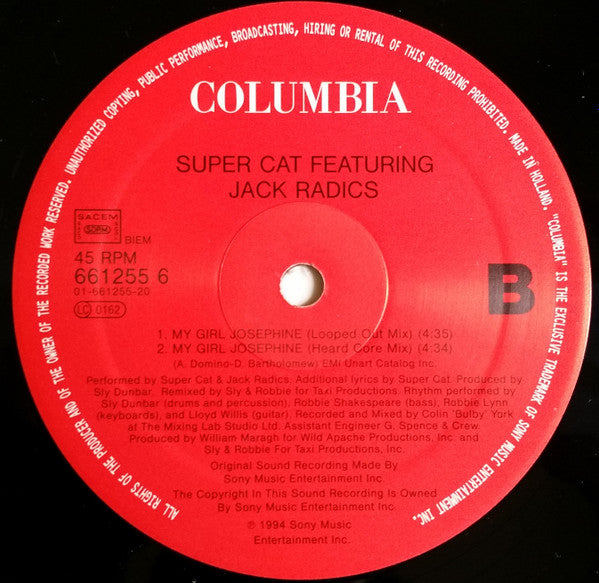 ALL RIGHTS OF THE PRODUCER AND OF THE OWNER OF THE RECORDED WORK RESERVED. UNAUTHORIZED COPYING, PUBLIC PERFORMANCE, BROADCASTING, HIRING OR RENTAL OF THIS RECORDING PROHIBITED. MADE IN HOLLAND. "COLUMBIA" IS THE EXCLUSIVE TRADEMARK OF SONY MUSIC ENTERTAINMENT INC.
COLUMBIA
SUPER CAT FEATURING
JACK RADICS
SACEM
SDRM
BIEM
45 RPM
661255 6
01-661255-20
LC 0162
B
1. MY GIRL JOSEPHINE (Looped Out Mix) (4:35)
2. MY GIRL JOSEPHINE (Heard Core Mix) (4:34)
(A. Domino-D. Bartholomew) EMI Unart Catalog Inc.
Performed by Super Cat & Jack Radics. Additional lyrics by Super Cat. Produced by
Sly Dunbar. Remixed by Sly & Robbie for Taxi Productions. Rhythm performed by
Sly Dunbar (drums and percussion), Robbie Shakespeare (bass), Robbie Lynn
(keyboards), and Lloyd Willis (guitar). Recorded and Mixed by Colin 'Bulby' York
at The Mixing Lab Studio Ltd. Assistant Engineer G. Spence & Crew.
Produced by William Maragh for Wild Apache Productions, Inc. and
Sly & Robbie For Taxi Productions, Inc.
Original Sound Recording Made By
Sony Music Entertainment Inc.
The Copyright In This Sound Recording Is Owned
By Sony Music Entertainment Inc.
℗ 1994 Sony Music
Entertainment Inc.